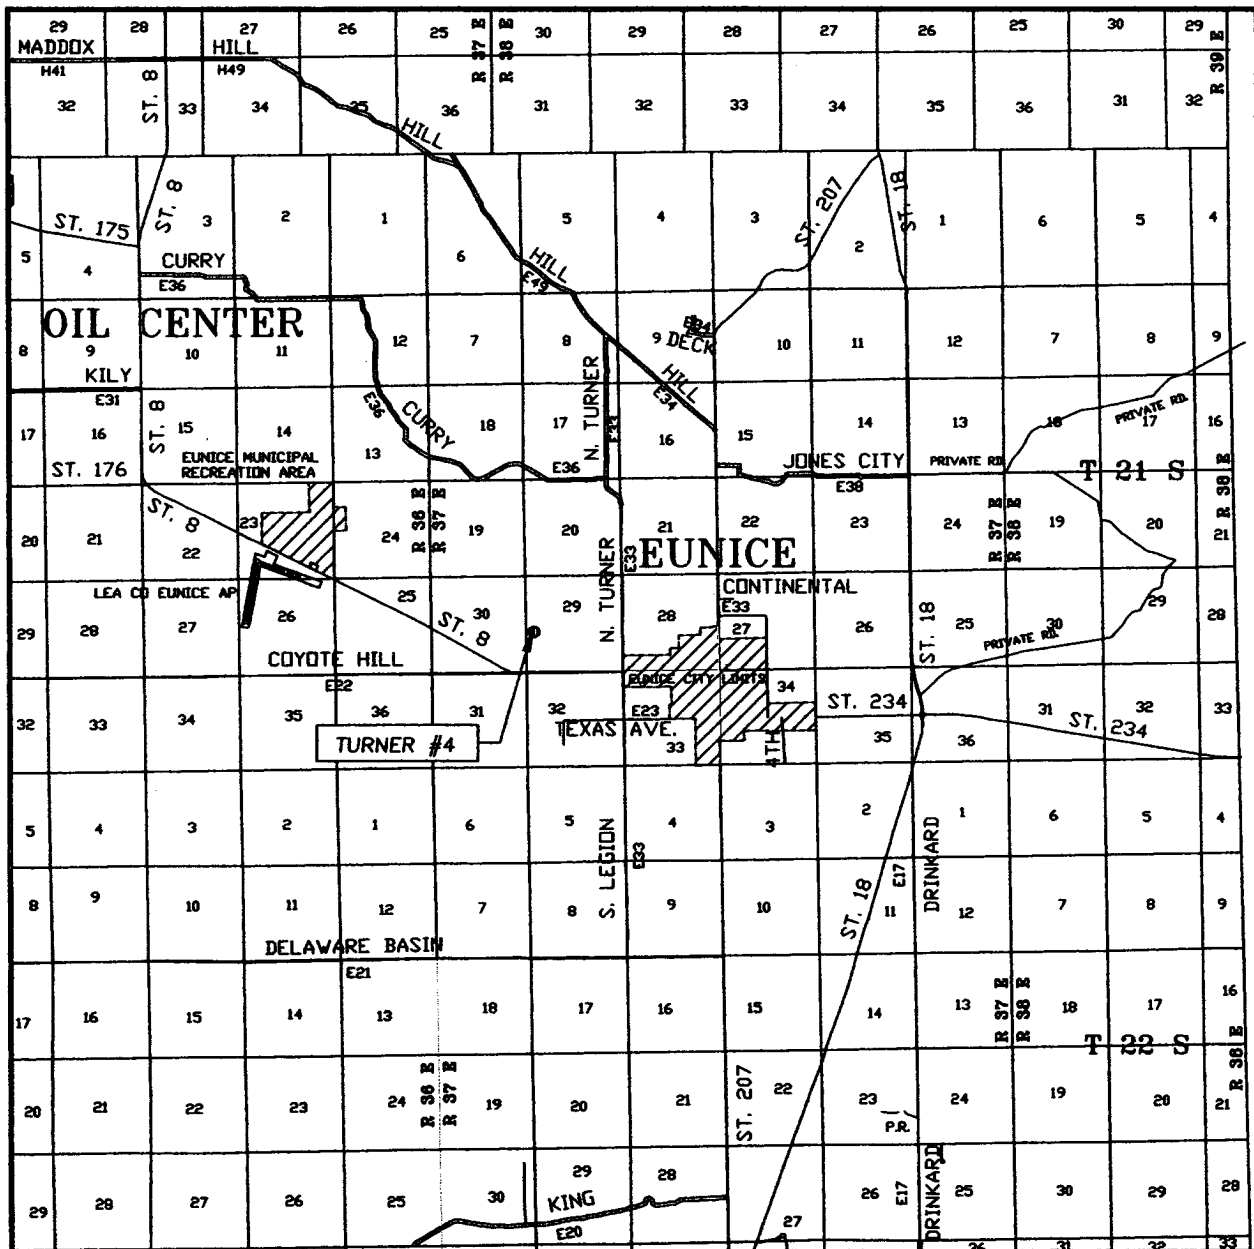 29 28 27 26 25 R 37 E R 38 E 30 29 28 27 26 25 30 29 R 39 E
MADDOX HILL
H41 H49
ST. 8
32 33 34 35 36 31 32 33 34 35 36 31 32
HILL
ST. 175 ST. 8 3 2 1 5 4 3 ST. 207 ST. 18 1 6 5 4
5 4 6 2
CURRY HILL
E36 E49
OIL CENTER
8 9 10 11 12 7 8 9 10 11 12 7 8 9
E24
DECK
KILY
E31
N. TURNER
HILL
E34
E36
CURRY
E33
PRIVATE RD.
17 16 ST. 8 15 14 13 18 17 16 15 14 13 18 17 16
EUNICE MUNICIPAL
RECREATION AREA
ST. 176
E36
JONES CITY
E38
PRIVATE RD.
T 21 S
R 38 E
ST. 8
R 36 E R 37 E
R 37 E R 38 E
20 21 22 23 24 19 20 21 22 23 24 19 20 21
EUNICE
N. TURNER
E33
LEA CO EUNICE AP
CONTINENTAL
E33
29 28 27 26 25 30 29 28 27 26 25 30 29 28
ST. 8
ST. 18
PRIVATE RD.
COYOTE HILL
E22
EUNICE CITY LIMITS
34
32 33 34 35 36 31 32 33 35 36 31 32 33
E23
TEXAS AVE.
ST. 234
ST. 234
TURNER #4
4TH
5 4 3 2 1 6 5 4 3 2 1 6 5 4
S. LEGION
E33
DRINKARD
E17
ST. 18
8 9 10 11 12 7 8 9 10 11 12 7 8 9
DELAWARE BASIN
E21
17 16 15 14 13 18 17 16 15 14 13 R 37 E R 38 E 18 17 16
T 22 S
R 38 E
R 36 E R 37 E
20 21 22 23 24 19 20 21 ST. 207 22 23 24 19 20 21
P.R.
29 28 27 26 25 30 29 28 27 26 25 30 29 28
KING
E20
E17
DRINKARD
36 31 32 33